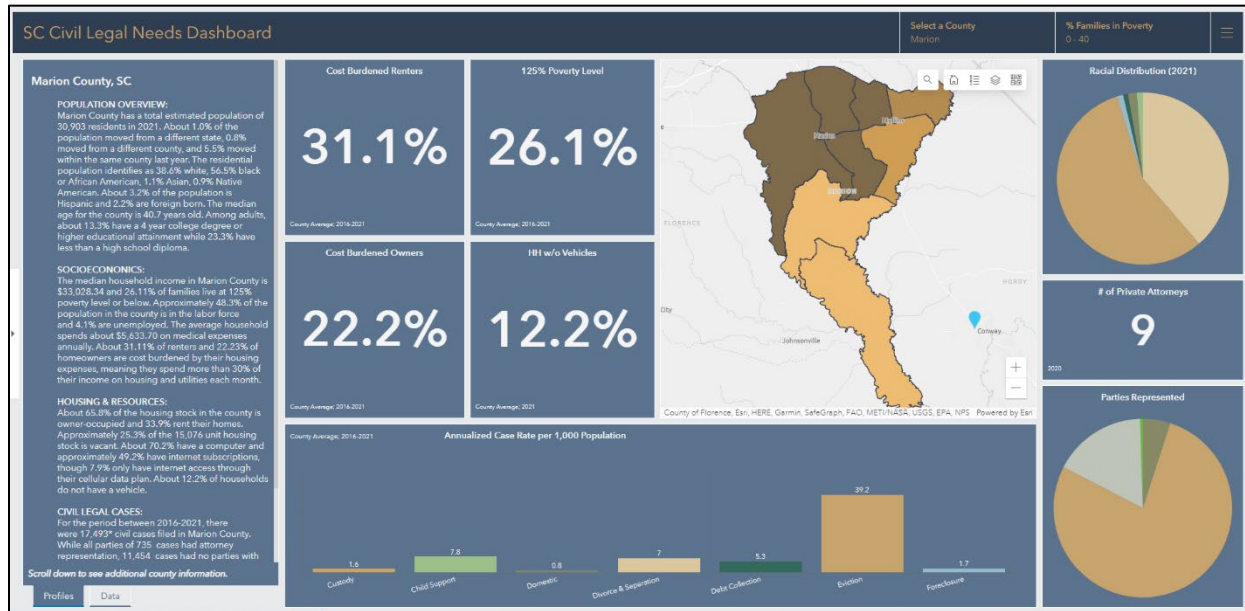 SC Civil Legal Needs Dashboard
Select a County
Marion
% Families in Poverty
0 - 40
Marion County, SC
POPULATION OVERVIEW:
Marion County has a total estimated population of
30,903 residents in 2021. About 1.0% of the
population moved from a different state, 0.8%
moved from a different county, and 5.5% moved
within the same county last year. The residential
population identifies as 38.6% white, 56.5% black
or African American, 1.1% Asian, 0.9% Native
American. About 3.2% of the population is
Hispanic and 2.2% are foreign born. The median
age for the county is 40.7 years old. Among adults,
about 13.3% have a 4 year college degree or
higher educational attainment while 23.3% have
less than a high school diploma.
SOCIOECONONICS:
The median household income in Marion County is
$33,028.34 and 26.11% of families live at 125%
poverty level or below. Approximately 48.3% of the
population in the county is in the labor force
and 4.1% are unemployed. The average household
spends about $5,633.70 on medical expenses
annually. About 31.11% of renters and 22.23% of
homeowners are cost burdened by their housing
expenses, meaning they spend more than 30% of
their income on housing and utilities each month.
HOUSING & RESOURCES:
About 65.8% of the housing stock in the county is
owner-occupied and 33.9% rent their homes.
Approximately 25.3% of the 15,076 unit housing
stock is vacant. About 70.2% have a computer and
approximately 49.2% have internet subscriptions,
though 7.9% only have internet access through
their cellular data plan. About 12.2% of households
do not have a vehicle.
CIVIL LEGAL CASES:
For the period between 2016-2021, there
were 17,493* civil cases filed in Marion County.
While all parties of 735 cases had attorney
representation, 11,454 cases had no parties with
Scroll down to see additional county information.
Profiles
Data
Cost Burdened Renters
31.1%
County Average; 2016-2021
125% Poverty Level
26.1%
County Average; 2016-2021
Cost Burdened Owners
22.2%
County Average; 2016-2021
HH w/o Vehicles
12.2%
County Average; 2021
Marion
Mullins
MARION
FLORENCE
HORRY
City
Johnsonville
Conway
County of Florence, Esri, HERE, Garmin, SafeGraph, FAO, METI/NASA, USGS, EPA, NPS
Powered by Esri
Racial Distribution (2021)
# of Private Attorneys
9
2020
Parties Represented
County Average; 2016-2021
Annualized Case Rate per 1,000 Population
1.6
7.8
0.8
7
5.3
39.2
1.7
Custody
Child Support
Domestic
Divorce & Separation
Debt Collection
Eviction
Foreclosure